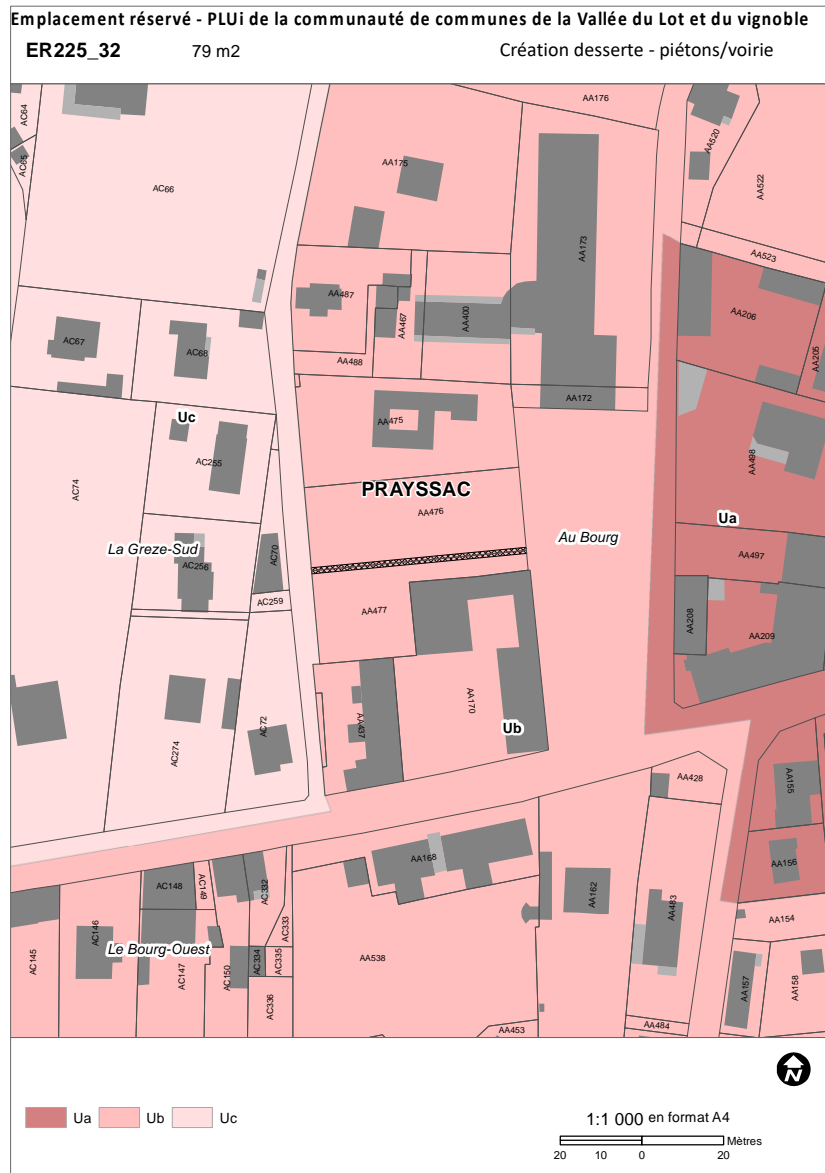 Emplacement réservé - PLUi de la communauté de communes de la Vallée du Lot et du vignoble
ER225_32 79 m2 Création desserte - piétons/voirie
AC64
AC65
AC66
AA176
AA175
AA520
AA522
AA173
AA523
AA487
AA467
AA400
AA206
AA205
AC67
AC68
AA488
AA172
Uc
AA475
AC255
AA498
AC74
PRAYSSAC
AA476
Ua
Au Bourg
La Greze-Sud
AC70
AA497
AC256
AC259
AA477
AA208
AA209
AA170
AA437
Ub
AC72
AC274
AA428
AA155
AA168
AA156
AC148
AC149
AC332
AA162
AA483
AC333
AA154
AC146
Le Bourg-Ouest
AC145
AC147
AC150
AC334
AC335
AA538
AA157
AA158
AC336
AA453
AA484
N
Ua Ub Uc
1:1 000 en format A4
Mètres
20 10 0 20